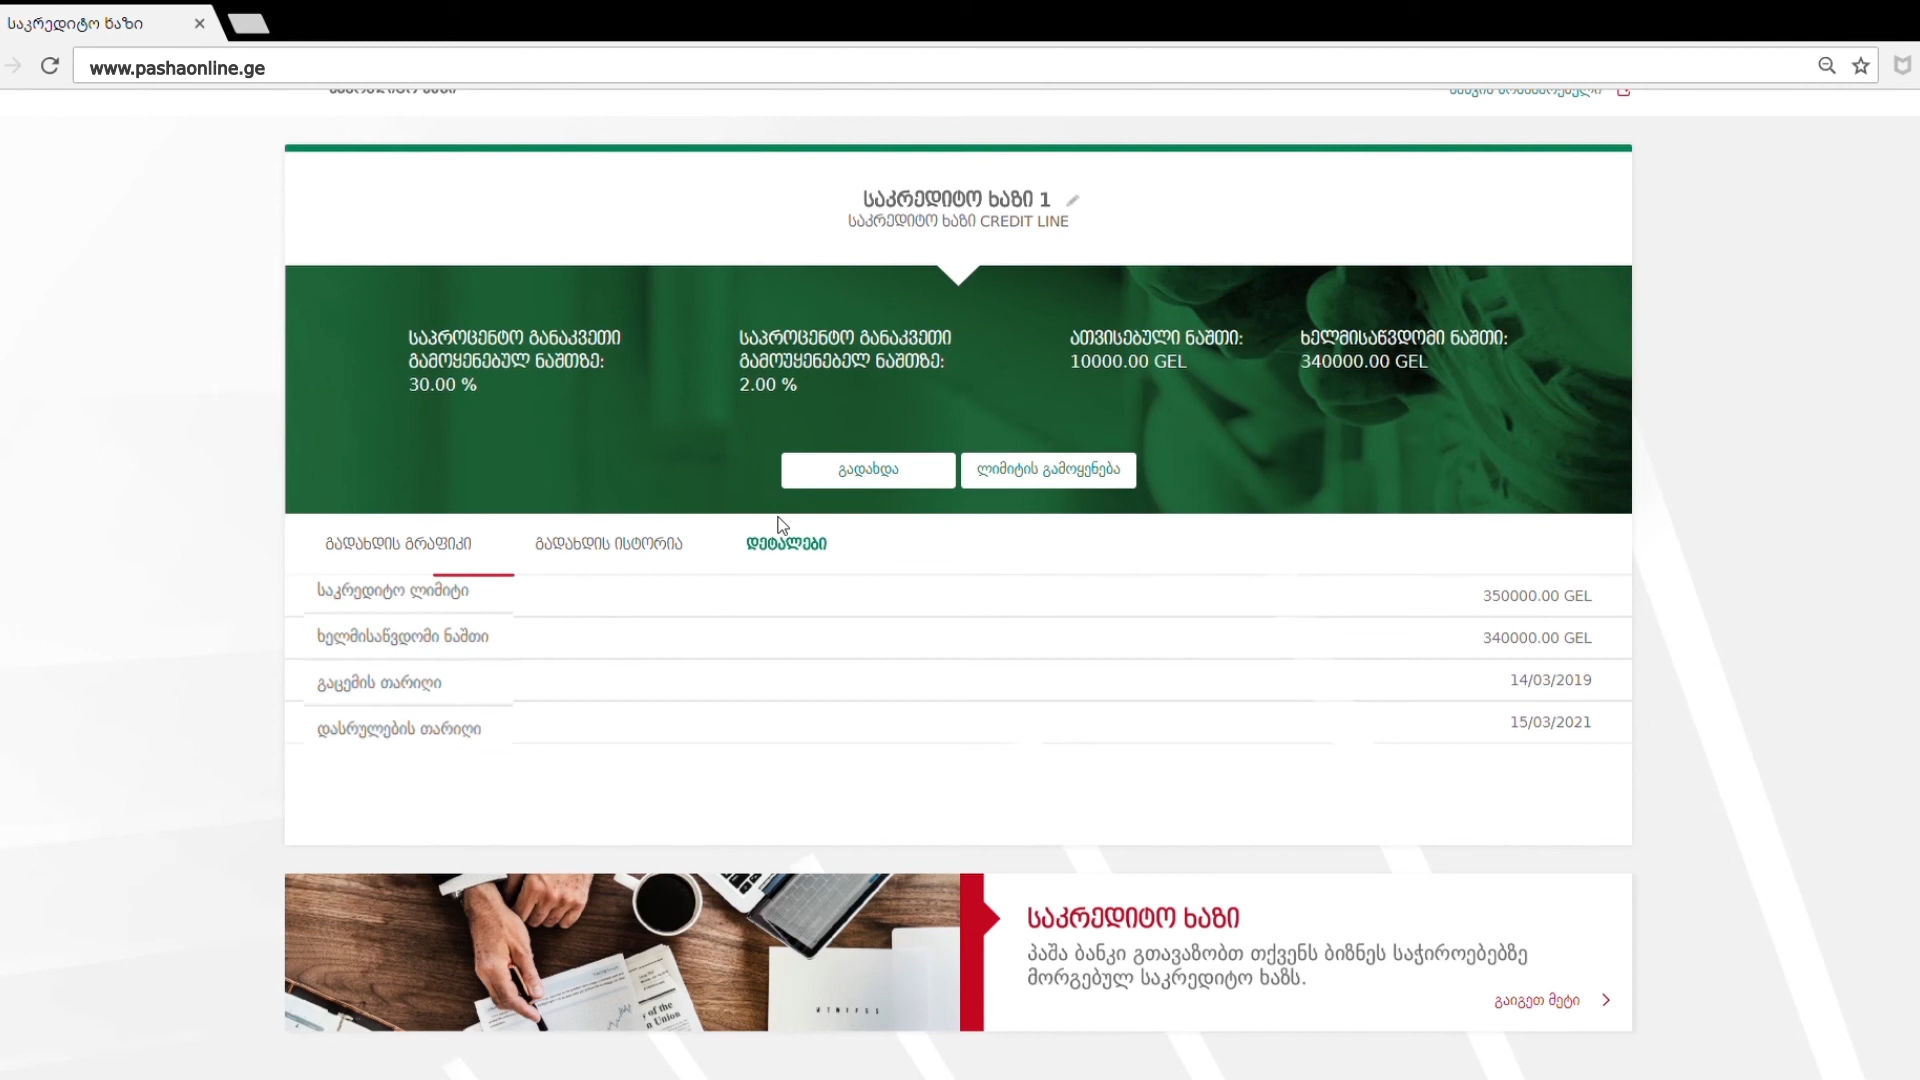 საკრედიტო ხაზი
www.pashaonline.ge
საკრედიტო ხაზი 1
საკრედიტო ხაზი CREDIT LINE
საპროცენტო განაკვეთი
გამოყენებულ ნაშთზე:
30.00 %
საპროცენტო განაკვეთი
გამოუყენებელ ნაშთზე:
2.00 %
ათვისებული ნაშთი:
10000.00 GEL
ხელმისაწვდომი ნაშთი:
340000.00 GEL
გადახდა
ლიმიტის გამოყენება
გადახდის გრაფიკი
გადახდის ისტორია
დეტალები
საკრედიტო ლიმიტი 350000.00 GEL
ხელმისაწვდომი ნაშთი 340000.00 GEL
გაცემის თარიღი 14/03/2019
დასრულების თარიღი 15/03/2021
საკრედიტო ხაზი
პაშა ბანკი გთავაზობთ თქვენს ბიზნეს საჭიროებებზე
მორგებულ საკრედიტო ხაზს.
გაიგეთ მეტი